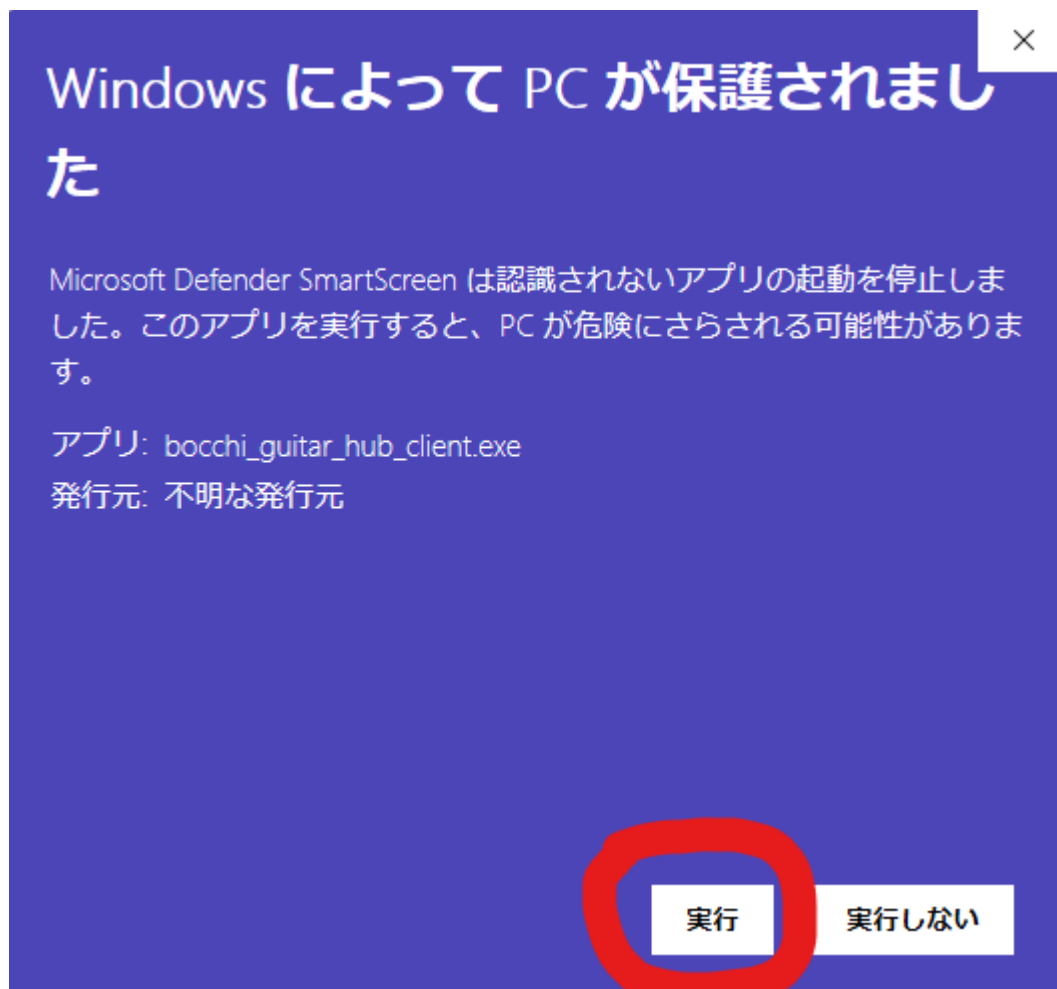 Windows によって PC が保護されまし
た
Microsoft Defender SmartScreen は認識されないアプリの起動を停止しま
した。このアプリを実行すると、PC が危険にさらされる可能性がありま
す。
アプリ: bocchi_guitar_hub_client.exe
発行元: 不明な発行元
実行
実行しない